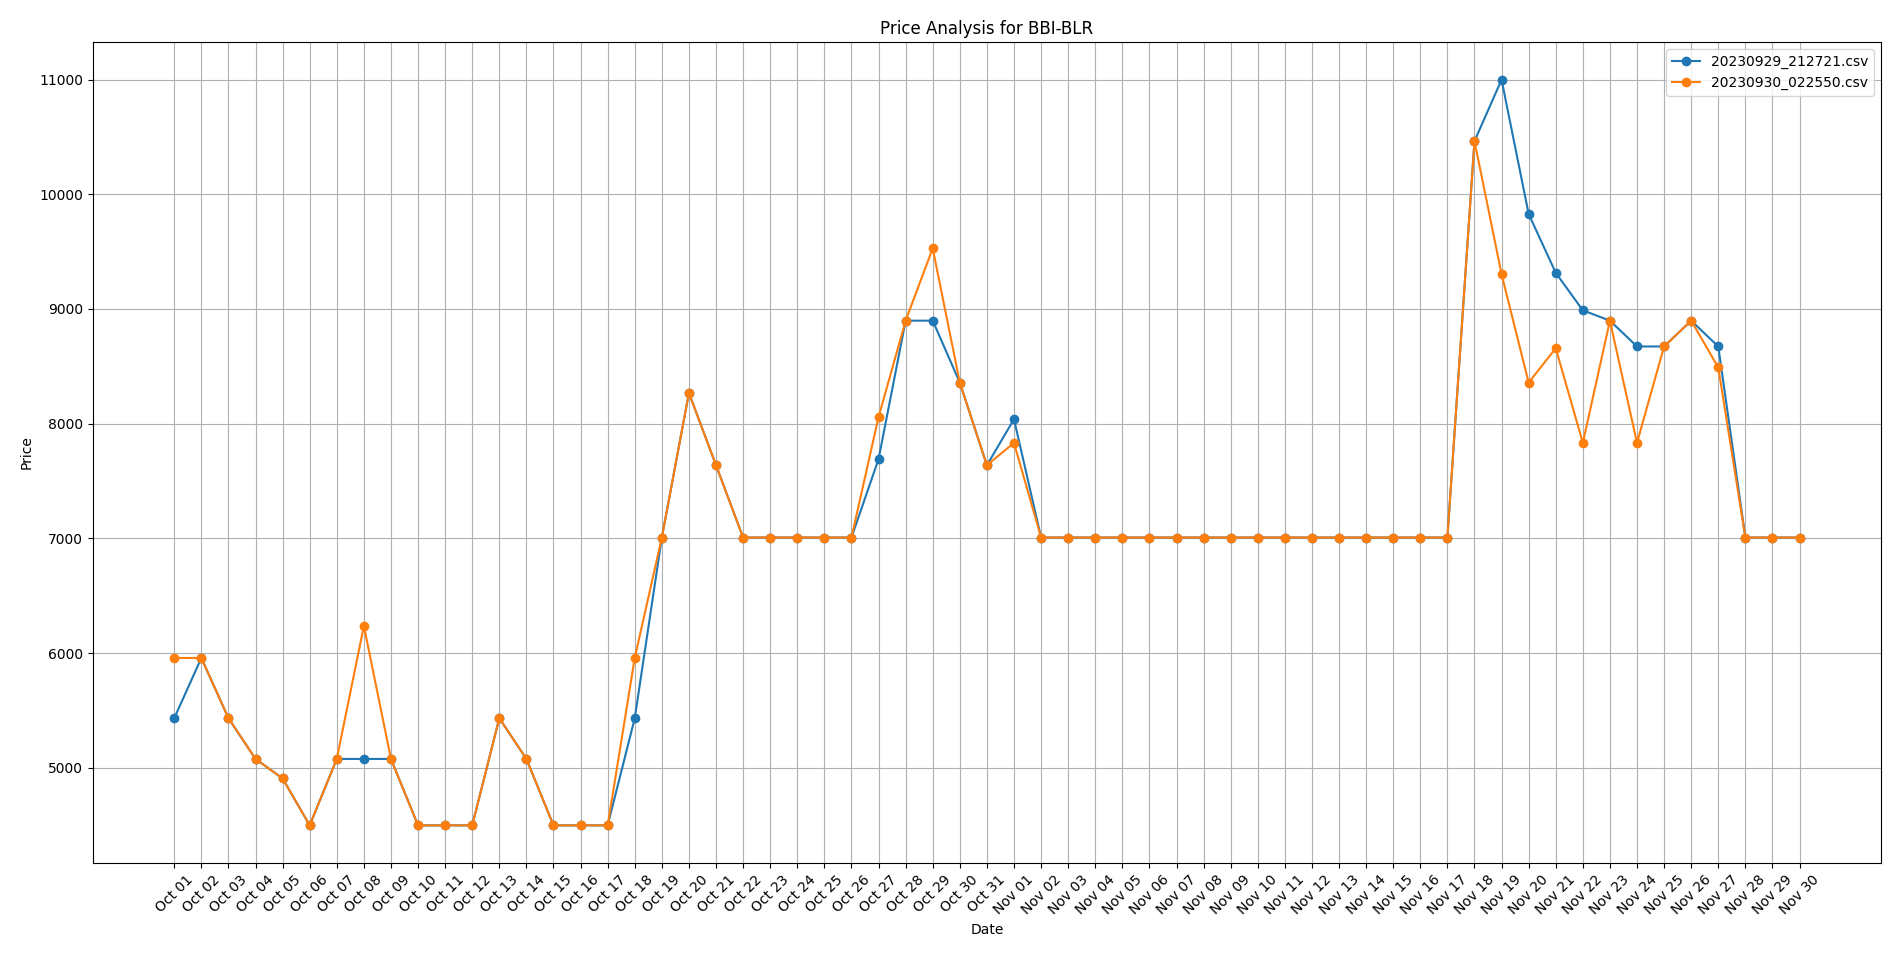 Price Analysis for BBI-BLR
20230929_212721.csv
20230930_022550.csv
Price
11000
10000
9000
8000
7000
6000
5000
Oct 01
Oct 02
Oct 03
Oct 04
Oct 05
Oct 06
Oct 07
Oct 08
Oct 09
Oct 10
Oct 11
Oct 12
Oct 13
Oct 14
Oct 15
Oct 16
Oct 17
Oct 18
Oct 19
Oct 20
Oct 21
Oct 22
Oct 23
Oct 24
Oct 25
Oct 26
Oct 27
Oct 28
Oct 29
Oct 30
Oct 31
Nov 01
Nov 02
Nov 03
Nov 04
Nov 05
Nov 06
Nov 07
Nov 08
Nov 09
Nov 10
Nov 11
Nov 12
Nov 13
Nov 14
Nov 15
Nov 16
Nov 17
Nov 18
Nov 19
Nov 20
Nov 21
Nov 22
Nov 23
Nov 24
Nov 25
Nov 26
Nov 27
Nov 28
Nov 29
Nov 30
Date